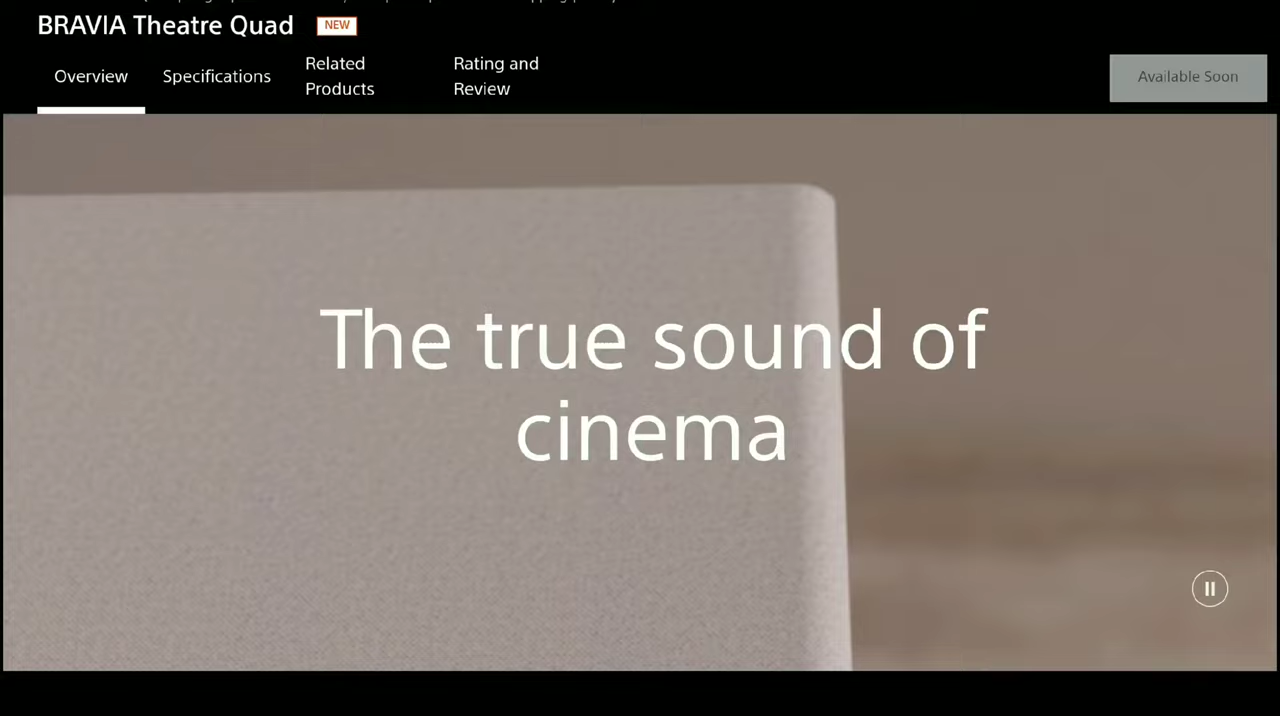 BRAVIA Theatre Quad NEW
Overview
Specifications
Related
Products
Rating and
Review
Available Soon
The true sound of
cinema